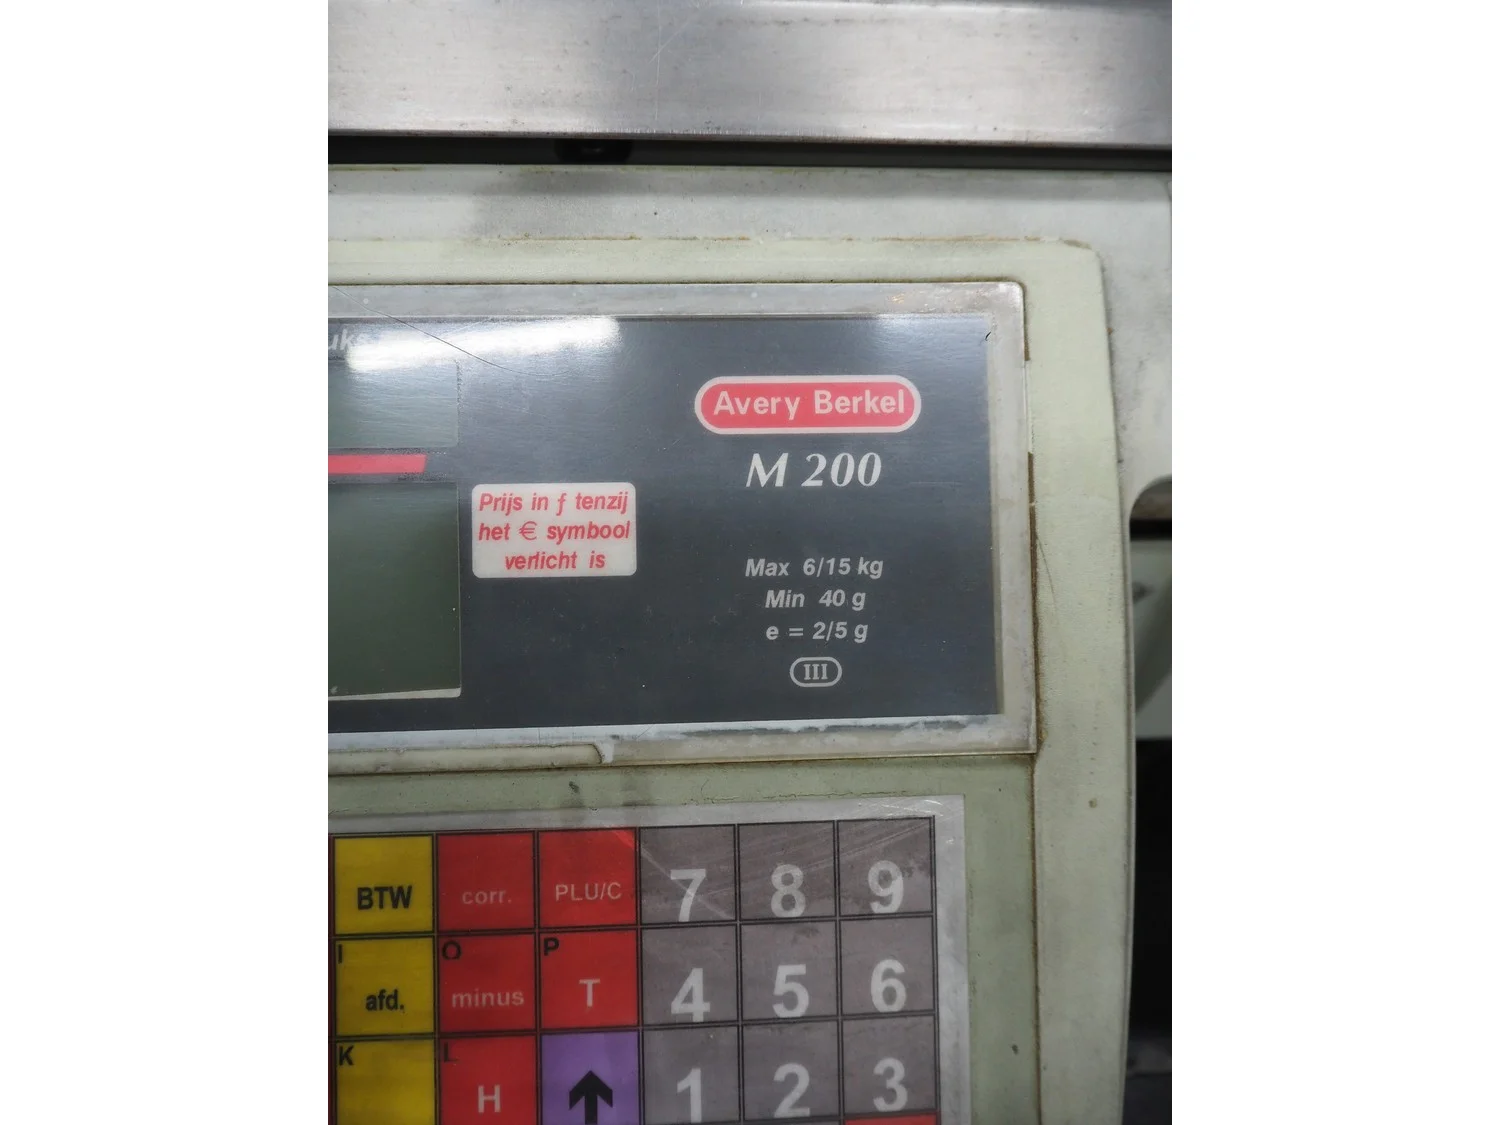 Avery Berkel
M 200
Prijs in ƒ tenzij
het € symbool
verlicht is
Max 6/15 kg
Min 40 g
e = 2/5 g
III
BTW corr. PLU/C 7 8 9
I afd. O minus P T 4 5 6
K L H ↑ 1 2 3